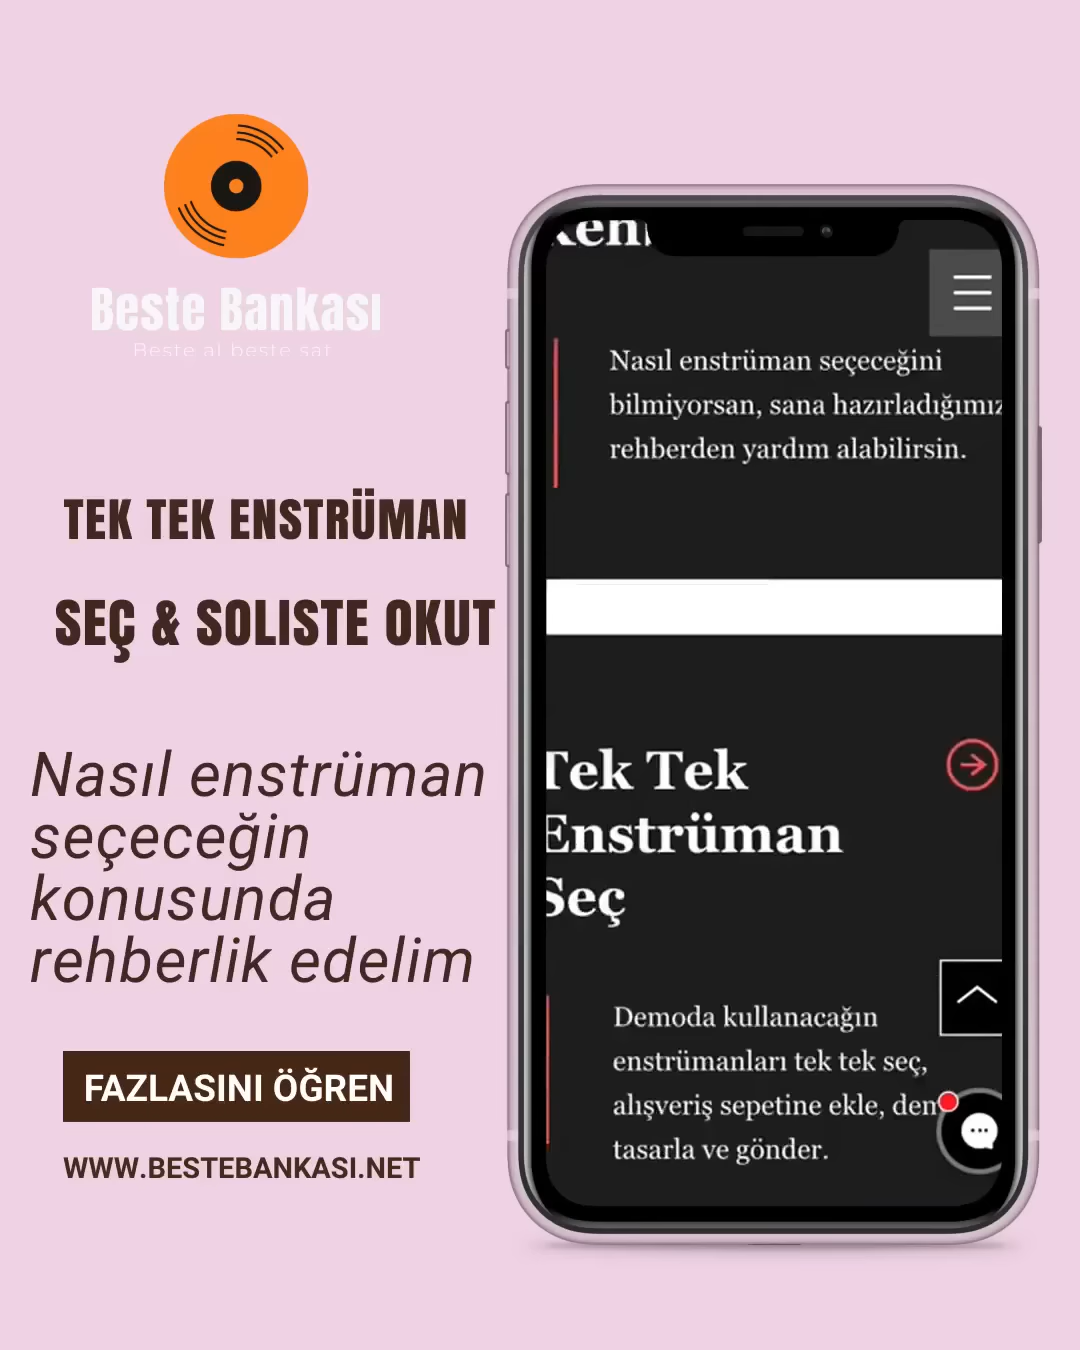 Beste Bankası
Beste al beste sat
TEK TEK ENSTRÜMAN
SEÇ & SOLISTE OKUT
Nasıl enstrüman
seçeceğin
konusunda
rehberlik edelim
FAZLASINI ÖĞREN
WWW.BESTEBANKASI.NET
Nasıl enstrüman seçeceğini
bilmiyorsan, sana hazırladığımız
rehberden yardım alabilirsin.
Tek Tek
Enstrüman
Seç
Demoda kullanacağın
enstrümanları tek tek seç,
alışveriş sepetine ekle,
tasarla ve gönder.